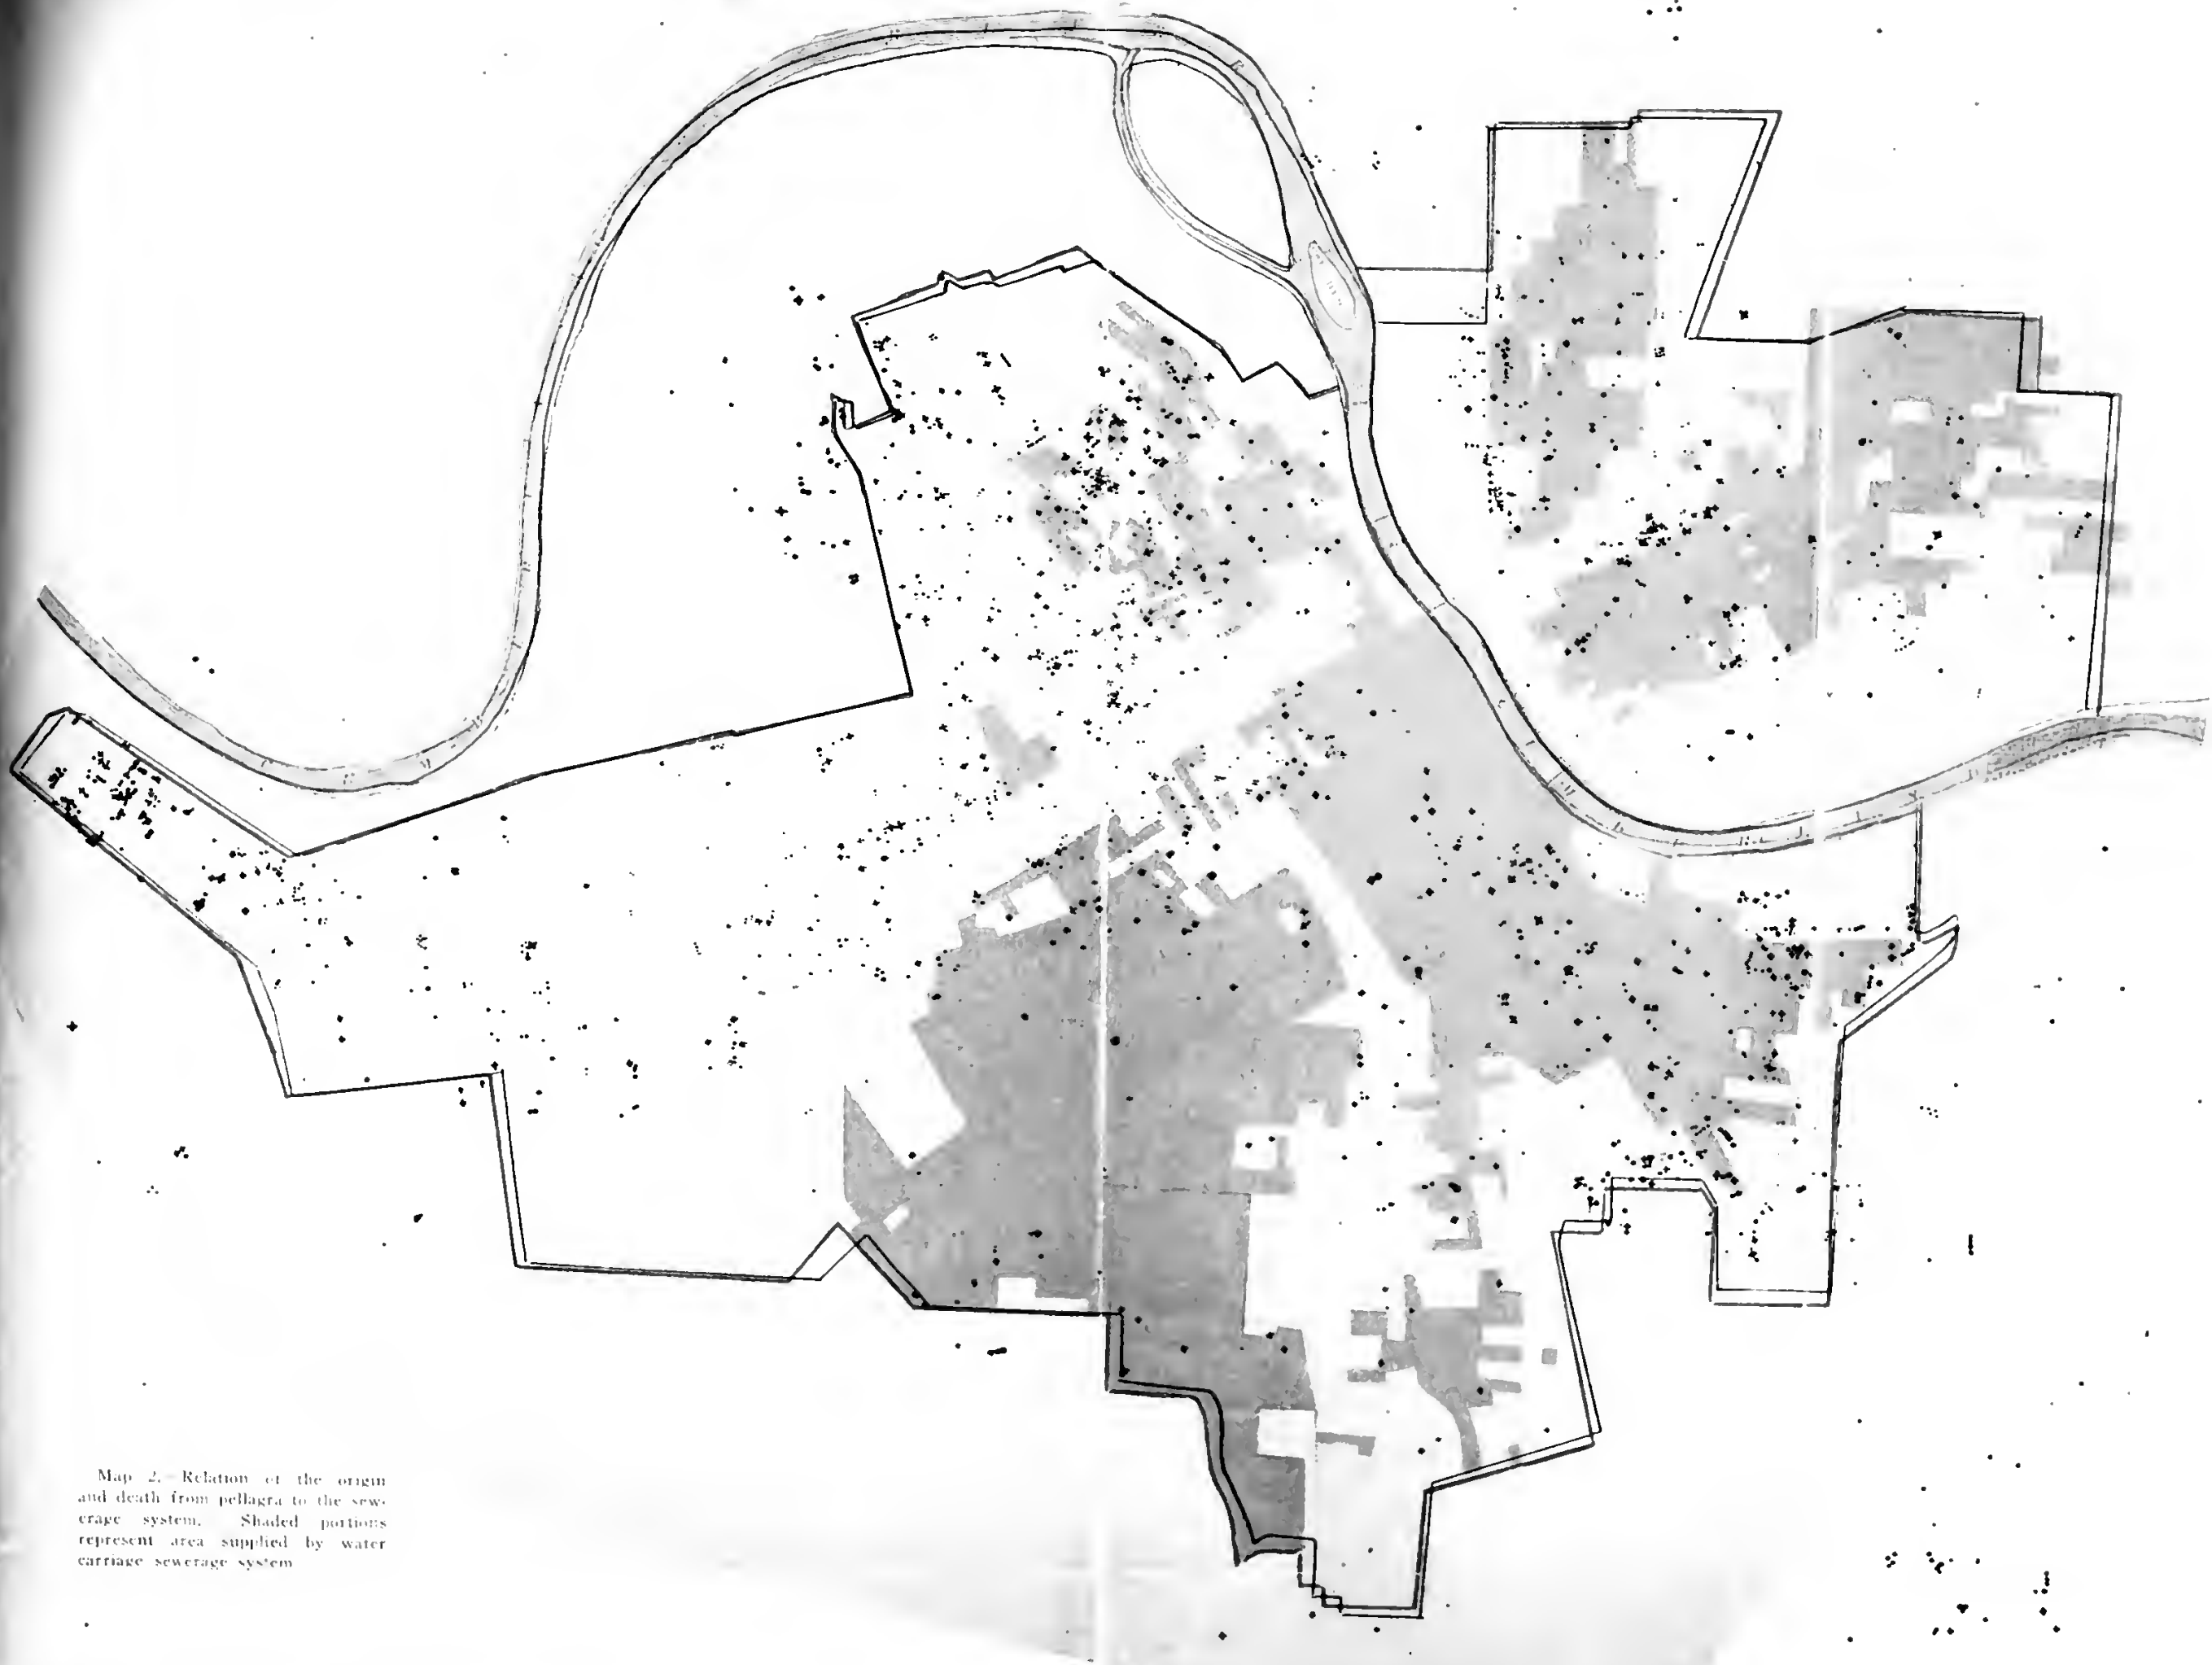 Map 2. Relation of the origin
and death from pellagra to the sew-
erage system. Shaded portions
represent area supplied by water
carriage sewerage system